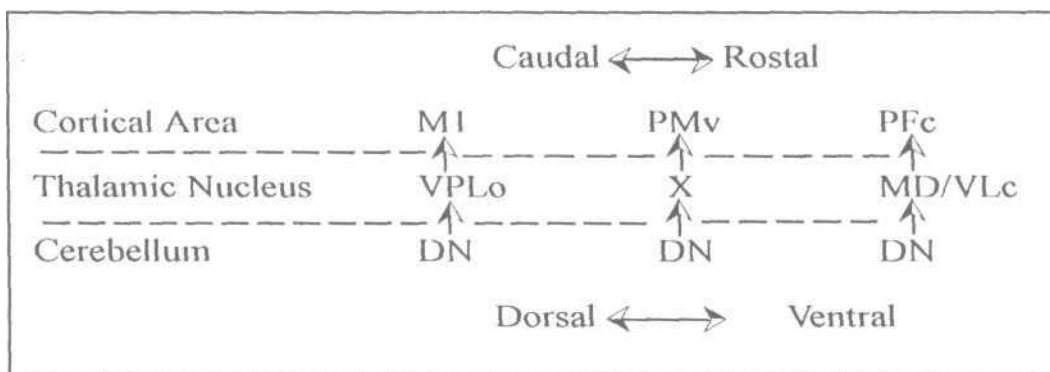 Caudal Rostal
Cortical Area M1 PMv PFc
Thalamic Nucleus VPLo X MD/VLc
Cerebellum DN DN DN
Dorsal Ventral